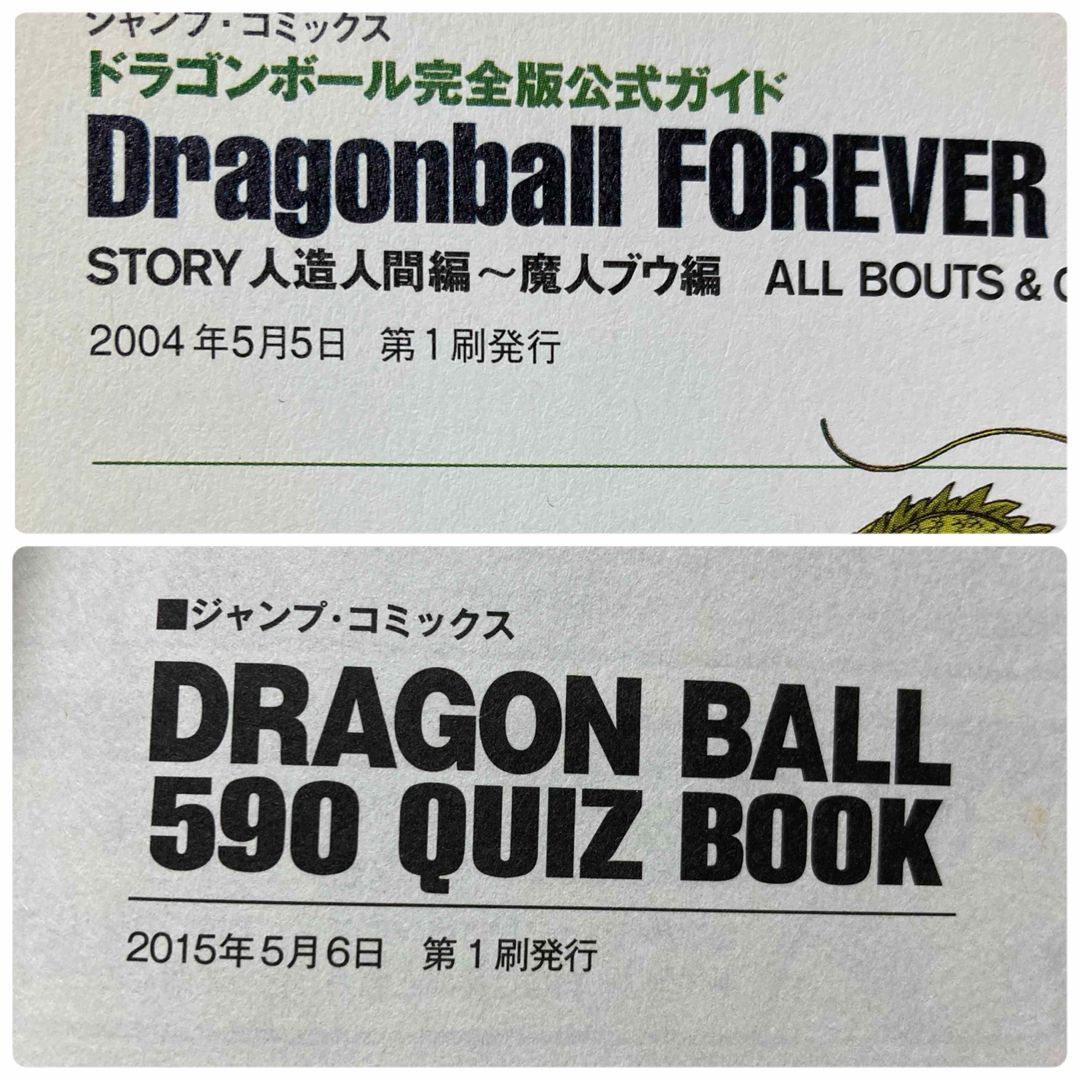 ジャンプ・コミックス
ドラゴンボール完全版公式ガイド
Dragonball FOREVER
STORY 人造人間編～魔人ブウ編 ALL BOUTS &
2004年5月5日 第1刷発行
■ジャンプ・コミックス
DRAGON BALL
590 QUIZ BOOK
2015年5月6日 第1刷発行